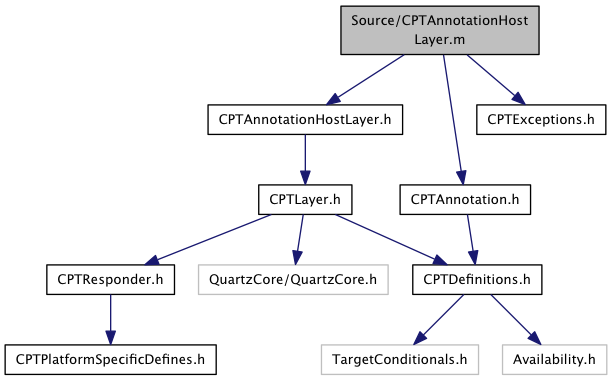 Source/CPTAnnotationHost
Layer.m
CPTAnnotationHostLayer.h
CPTExceptions.h
CPTLayer.h
CPTAnnotation.h
CPTResponder.h
QuartzCore/QuartzCore.h
CPTDefinitions.h
CPTPlatformSpecificDefines.h
TargetConditionals.h
Availability.h